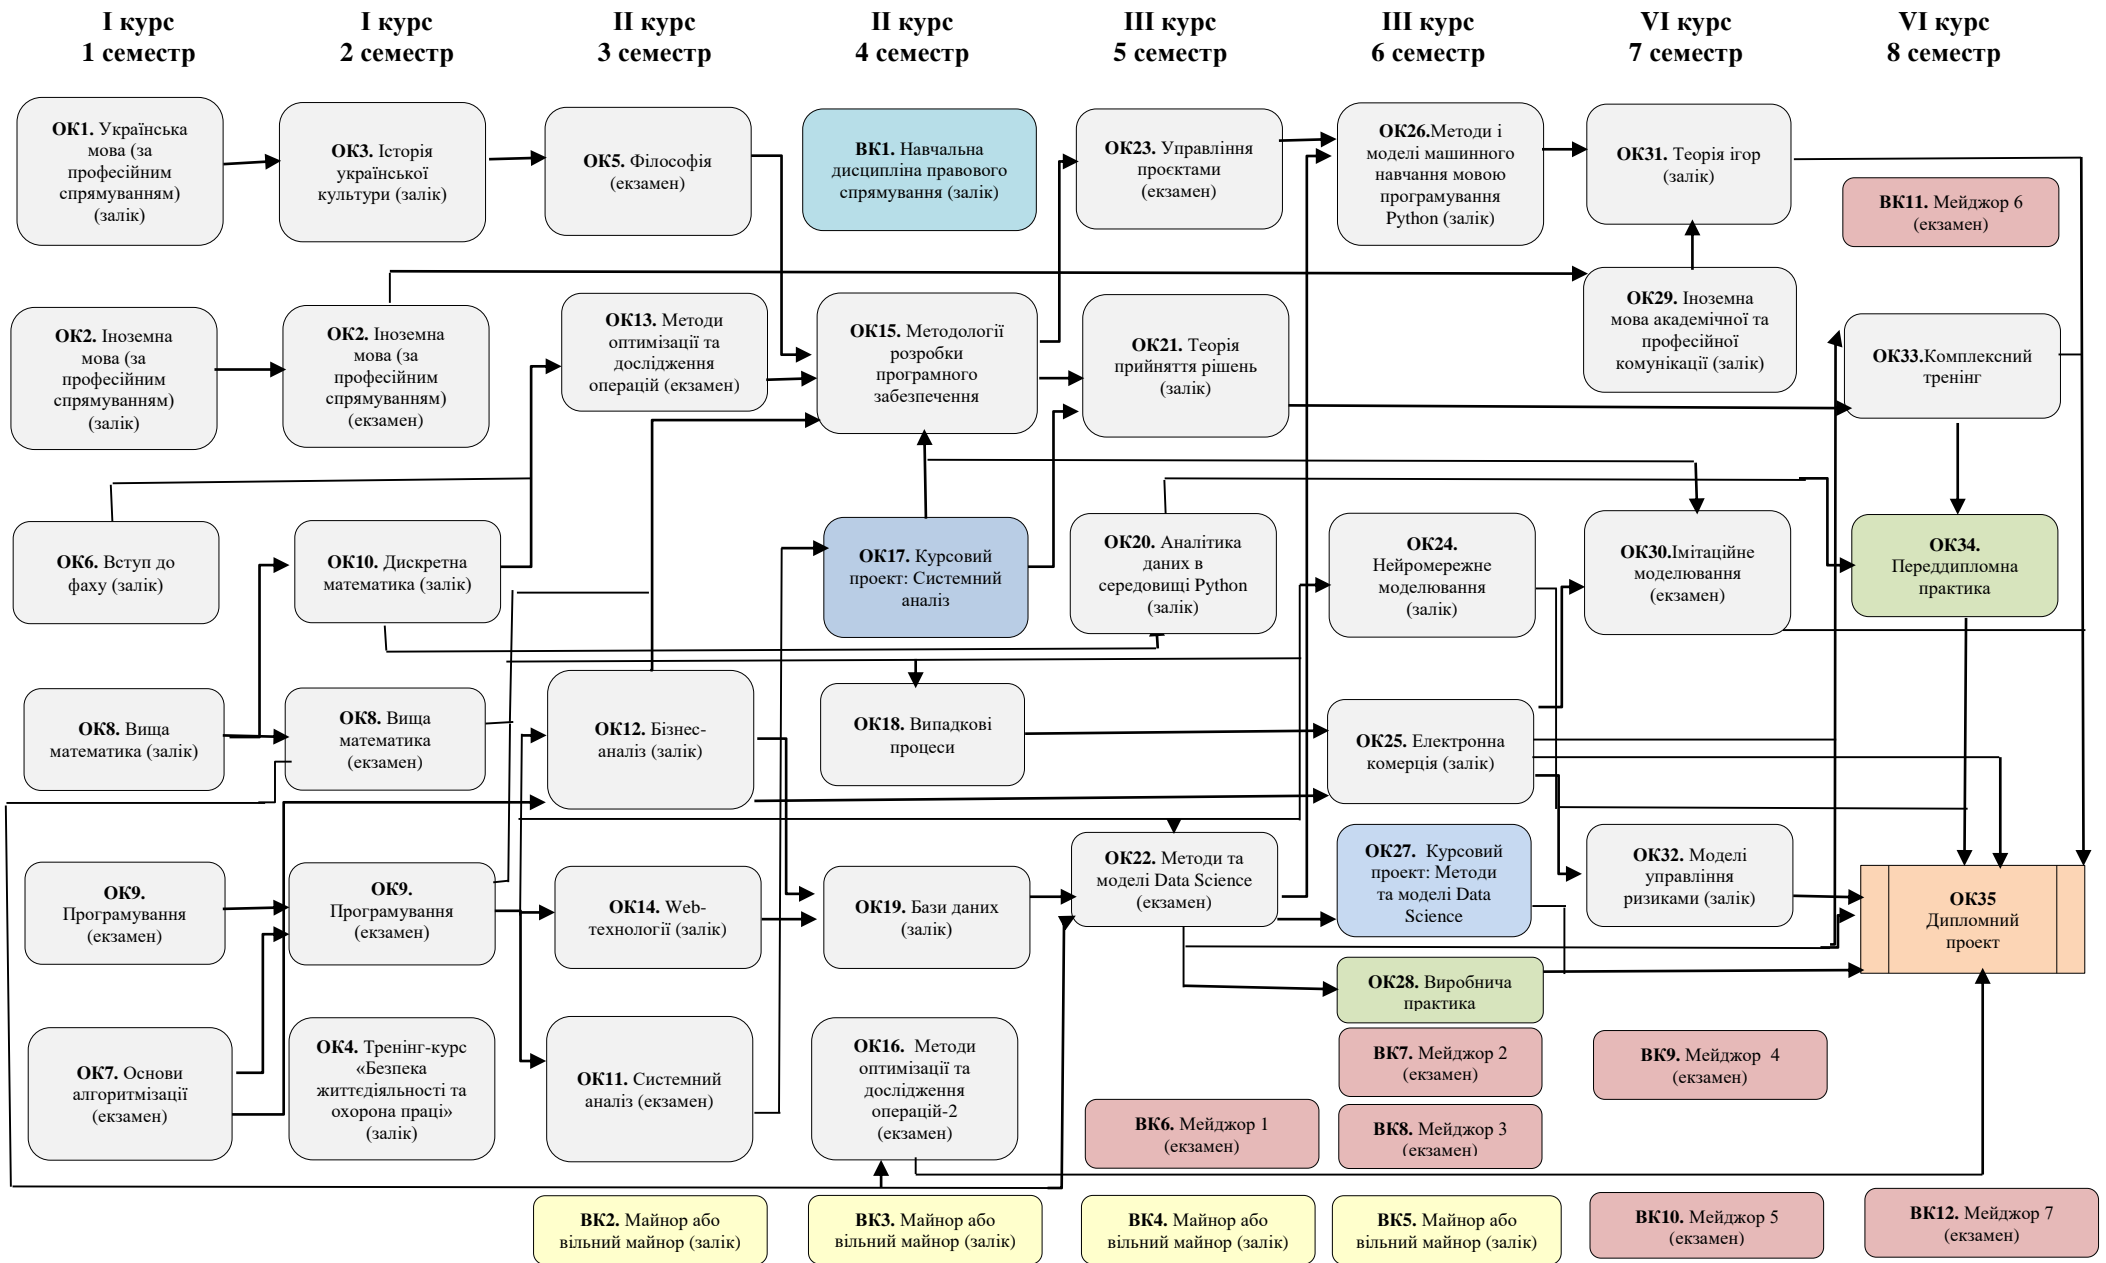 І курс
1 семестр
І курс
2 семестр
ІІ курс
3 семестр
ІІ курс
4 семестр
ІІІ курс
5 семестр
ІІІ курс
6 семестр
VI курс
7 семестр
VI курс
8 семестр
ОК1. Українська
мова (за
професійним
спрямуванням)
(залік)
ОК3. Історія
української
культури (залік)
ОК5. Філософія
(екзамен)
ВК1. Навчальна
дисципліна правового
спрямування (залік)
ОК23. Управління
проєктами
(екзамен)
ОК26.Методи і
моделі машинного
навчання мовою
програмування
Python (залік)
ОК31. Теорія ігор
(залік)
ВК11. Мейджор 6
(екзамен)
ОК2. Іноземна
мова (за
професійним
спрямуванням)
(залік)
ОК2. Іноземна
мова (за
професійним
спрямуванням)
(екзамен)
ОК13. Методи
оптимізації та
дослідження
операцій (екзамен)
ОК15. Методології
розробки
програмного
забезпечення
ОК21. Теорія
прийняття рішень
(залік)
ОК29. Іноземна
мова академічної та
професійної
комунікації (залік)
ОК33.Комплексний
тренінг
ОК6. Вступ до
фаху (залік)
ОК10. Дискретна
математика (залік)
ОК17. Курсовий
проект: Системний
аналіз
ОК20. Аналітика
даних в
середовищі Python
(залік)
ОК24.
Нейромережне
моделювання
(залік)
ОК30.Імітаційне
моделювання
(екзамен)
ОК34.
Переддипломна
практика
ОК8. Вища
математика (залік)
ОК8. Вища
математика
(екзамен)
ОК12. Бізнес-
аналіз (залік)
ОК18. Випадкові
процеси
ОК25. Електронна
комерція (залік)
ОК9.
Програмування
(екзамен)
ОК9.
Програмування
(екзамен)
ОК14. Web-
технології (залік)
ОК19. Бази даних
(залік)
ОК22. Методи та
моделі Data Science
(екзамен)
ОК27. Курсовий
проект: Методи
та моделі Data
Science
ОК32. Моделі
управління
ризиками (залік)
ОК35
Дипломний
проект
ОК28. Виробнича
практика
ОК7. Основи
алгоритмізації
(екзамен)
ОК4. Тренінг-курс
«Безпека
життєдіяльності та
охорона праці»
(залік)
ОК11. Системний
аналіз (екзамен)
ОК16. Методи
оптимізації та
дослідження
операцій-2
(екзамен)
ВК6. Мейджор 1
(екзамен)
ВК7. Мейджор 2
(екзамен)
ВК8. Мейджор 3
(екзамен)
ВК9. Мейджор 4
(екзамен)
ВК2. Майнор або
вільний майнор (залік)
ВК3. Майнор або
вільний майнор (залік)
ВК4. Майнор або
вільний майнор (залік)
ВК5. Майнор або
вільний майнор (залік)
ВК10. Мейджор 5
(екзамен)
ВК12. Мейджор 7
(екзамен)